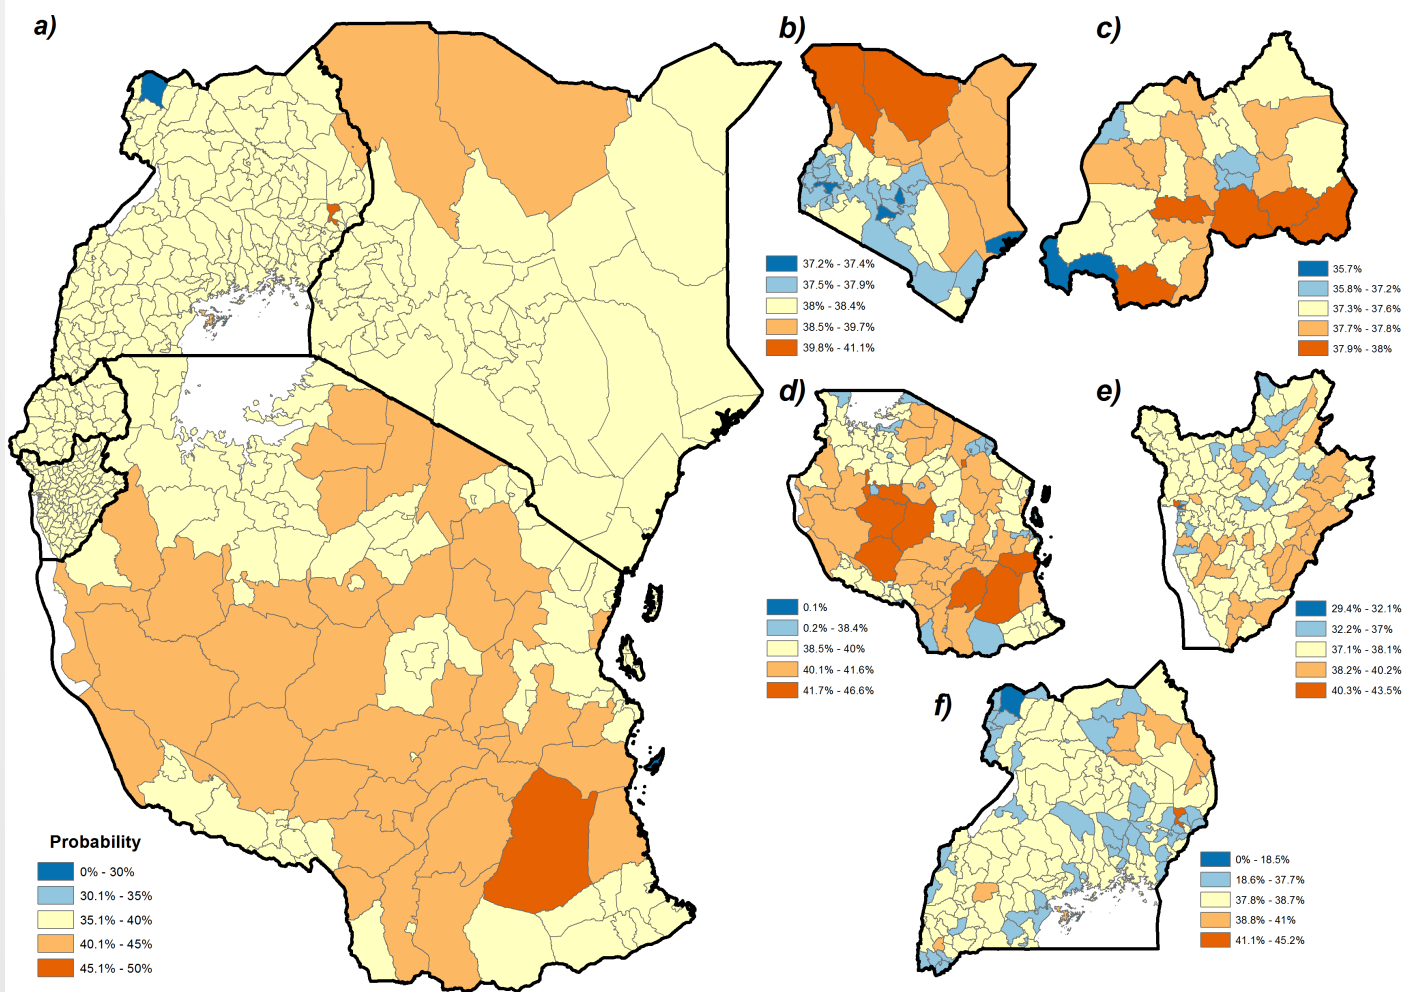 a)
b)
c)
37.2% - 37.4%
37.5% - 37.9%
38% - 38.4%
38.5% - 39.7%
39.8% - 41.1%
35.7%
35.8% - 37.2%
37.3% - 37.6%
37.7% - 37.8%
37.9% - 38%
d)
e)
0.1%
0.2% - 38.4%
38.5% - 40%
40.1% - 41.6%
41.7% - 46.6%
29.4% - 32.1%
32.2% - 37%
37.1% - 38.1%
38.2% - 40.2%
40.3% - 43.5%
f)
Probability
0% - 30%
30.1% - 35%
35.1% - 40%
40.1% - 45%
45.1% - 50%
0% - 18.5%
18.6% - 37.7%
37.8% - 38.7%
38.8% - 41%
41.1% - 45.2%